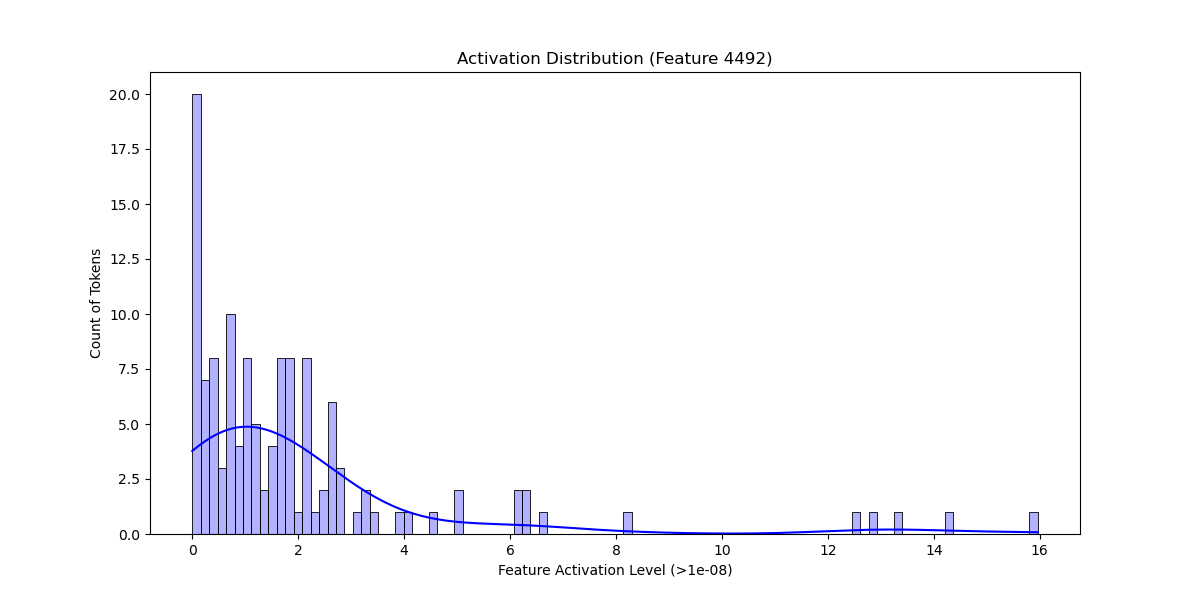 Activation Distribution (Feature 4492)
20.0
17.5
15.0
12.5
10.0
7.5
5.0
2.5
0.0
Count of Tokens
0 2 4 6 8 10 12 14 16
Feature Activation Level (>1e-08)